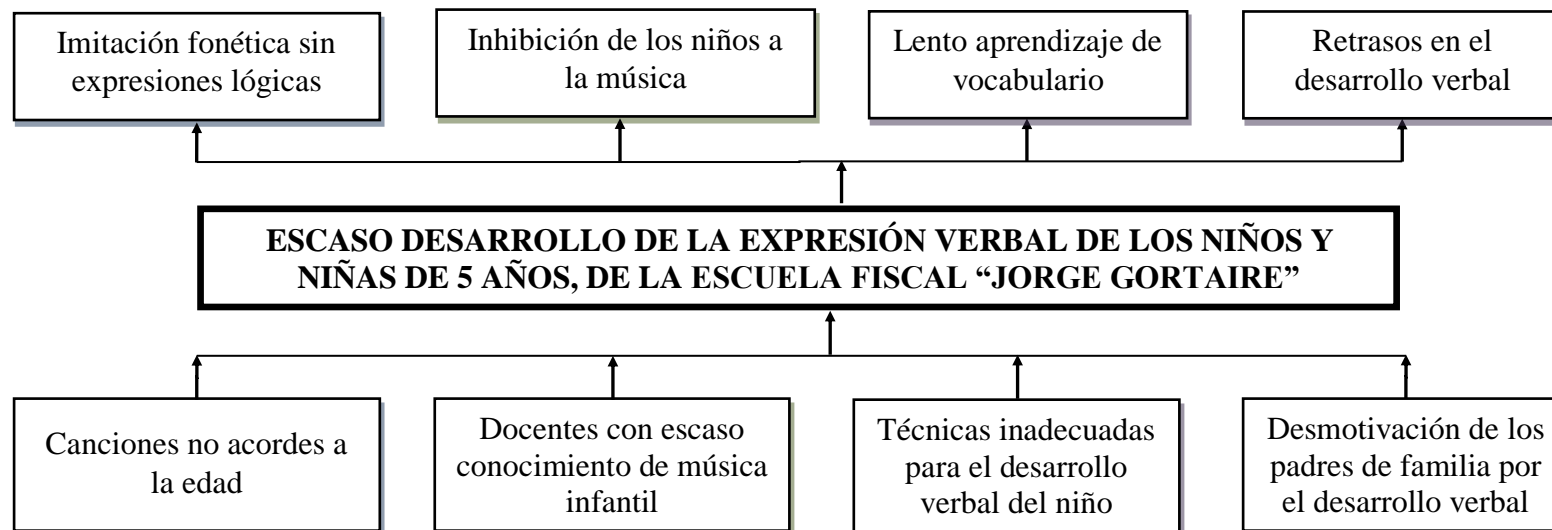 Imitación fonética sin
expresiones lógicas
Inhibición de los niños a
la música
Lento aprendizaje de
vocabulario
Retrasos en el
desarrollo verbal
ESCASO DESARROLLO DE LA EXPRESIÓN VERBAL DE LOS NIÑOS Y
NIÑAS DE 5 AÑOS, DE LA ESCUELA FISCAL “JORGE GORTAIRE”
Canciones no acordes a
la edad
Docentes con escaso
conocimiento de música
infantil
Técnicas inadecuadas
para el desarrollo
verbal del niño
Desmotivación de los
padres de familia por
el desarrollo verbal